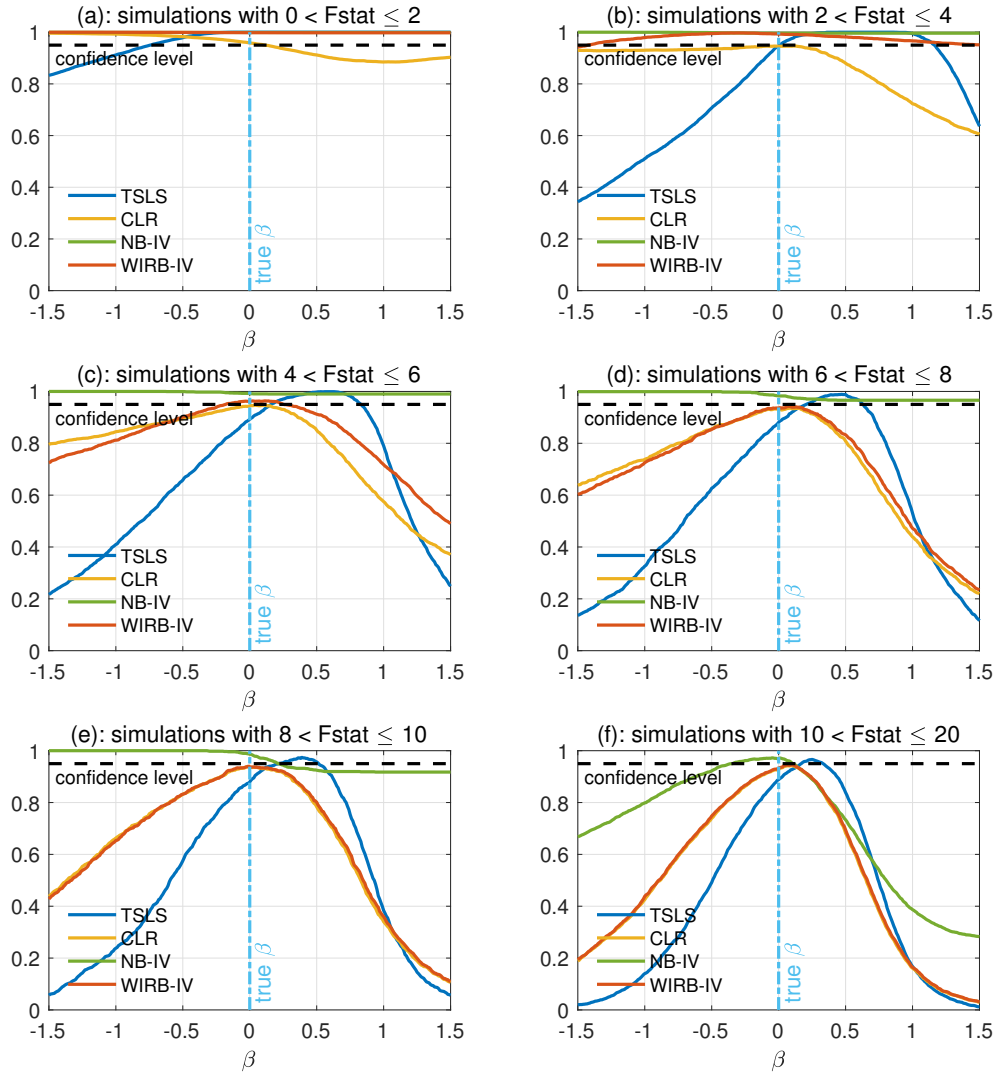 (a): simulations with 0 < Fstat ≤ 2
1
0.8
0.6
0.4
0.2
0
confidence level
TSLS
CLR
NB-IV
WIRB-IV
true β
-1.5 -1 -0.5 0 0.5 1 1.5
β
(b): simulations with 2 < Fstat ≤ 4
1
0.8
0.6
0.4
0.2
0
confidence level
TSLS
CLR
NB-IV
WIRB-IV
true β
-1.5 -1 -0.5 0 0.5 1 1.5
β
(c): simulations with 4 < Fstat ≤ 6
1
0.8
0.6
0.4
0.2
0
confidence level
TSLS
CLR
NB-IV
WIRB-IV
true β
-1.5 -1 -0.5 0 0.5 1 1.5
β
(d): simulations with 6 < Fstat ≤ 8
1
0.8
0.6
0.4
0.2
0
confidence level
TSLS
CLR
NB-IV
WIRB-IV
true β
-1.5 -1 -0.5 0 0.5 1 1.5
β
(e): simulations with 8 < Fstat ≤ 10
1
0.8
0.6
0.4
0.2
0
confidence level
TSLS
CLR
NB-IV
WIRB-IV
true β
-1.5 -1 -0.5 0 0.5 1 1.5
β
(f): simulations with 10 < Fstat ≤ 20
1
0.8
0.6
0.4
0.2
0
confidence level
TSLS
CLR
NB-IV
WIRB-IV
true β
-1.5 -1 -0.5 0 0.5 1 1.5
β